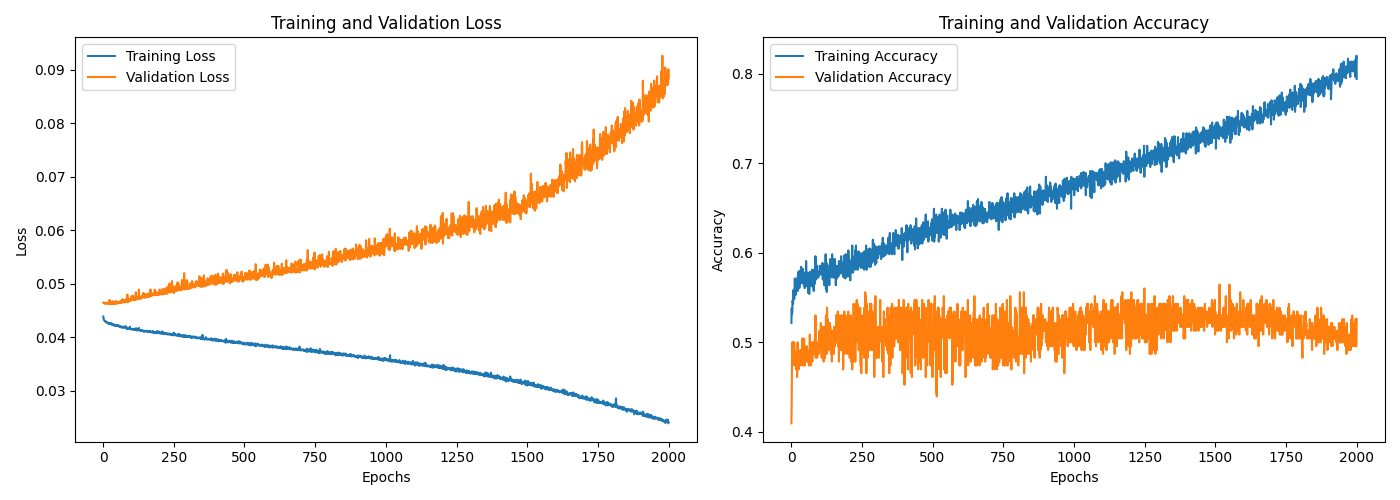 Training and Validation Loss
Training Loss
Validation Loss
0.09
0.08
0.07
0.06
0.05
0.04
0.03
Loss
0 250 500 750 1000 1250 1500 1750 2000
Epochs
Training and Validation Accuracy
Training Accuracy
Validation Accuracy
0.8
0.7
0.6
0.5
0.4
Accuracy
0 250 500 750 1000 1250 1500 1750 2000
Epochs